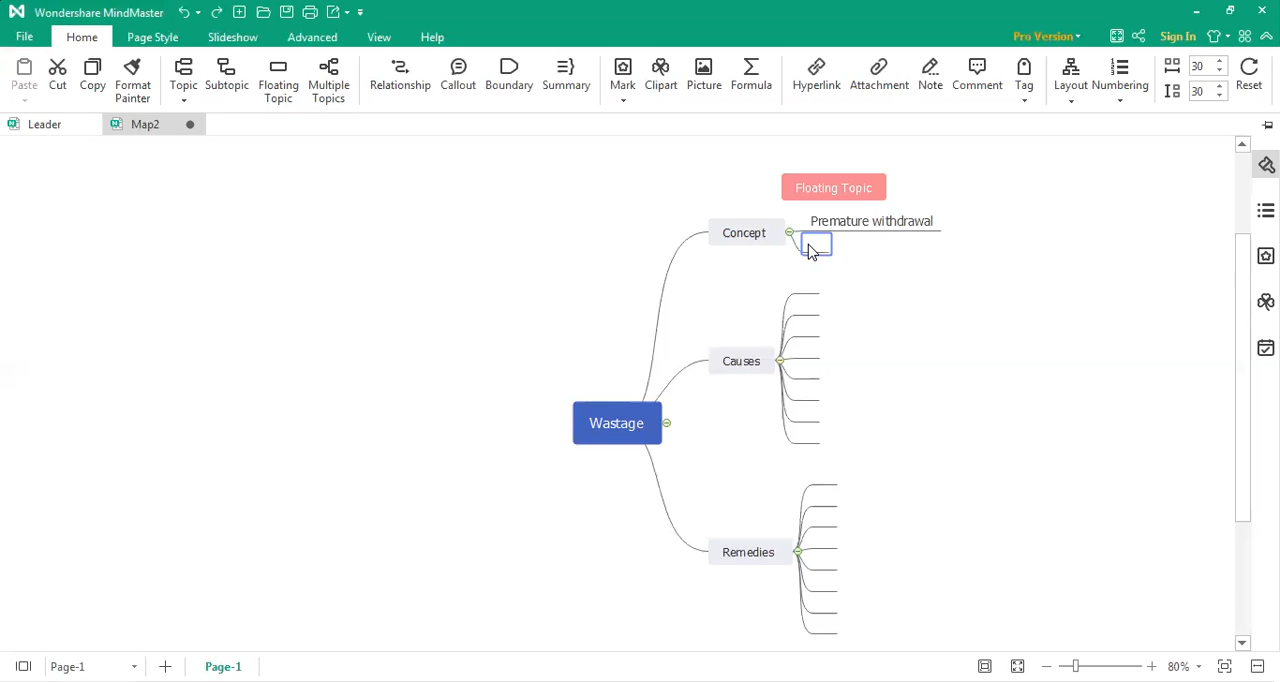 Wondershare MindMaster
File
Home
Page Style
Slideshow
Advanced
View
Help
Pro Version
Sign In
Paste
Cut
Copy
Format
Painter
Topic
Subtopic
Floating
Topic
Multiple
Topics
Relationship
Callout
Boundary
Summary
Mark
Clipart
Picture
Formula
Hyperlink
Attachment
Note
Comment
Tag
Layout
Numbering
30
30
Reset
Leader
Map2
Floating Topic
Premature withdrawal
Concept
Causes
Wastage
Remedies
Page-1
Page-1
80%